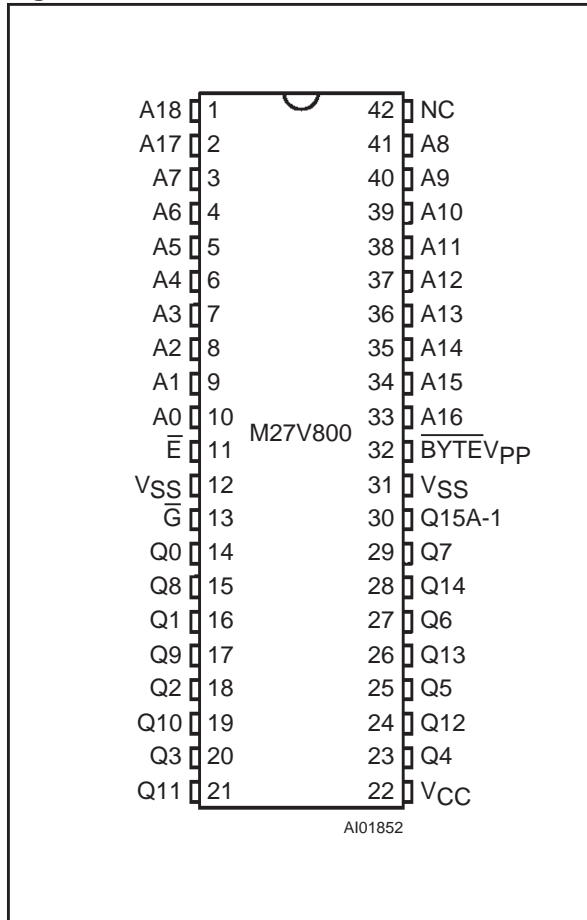 A18 1 42 NC
A17 2 41 A8
A7 3 40 A9
A6 4 39 A10
A5 5 38 A11
A4 6 37 A12
A3 7 36 A13
A2 8 35 A14
A1 9 34 A15
A0 10 33 A16
M27V800
E̅ 11 32 B̅Y̅T̅E̅VPP
VSS 12 31 VSS
G̅ 13 30 Q15A-1
Q0 14 29 Q7
Q8 15 28 Q14
Q1 16 27 Q6
Q9 17 26 Q13
Q2 18 25 Q5
Q10 19 24 Q12
Q3 20 23 Q4
Q11 21 22 VCC
AI01852